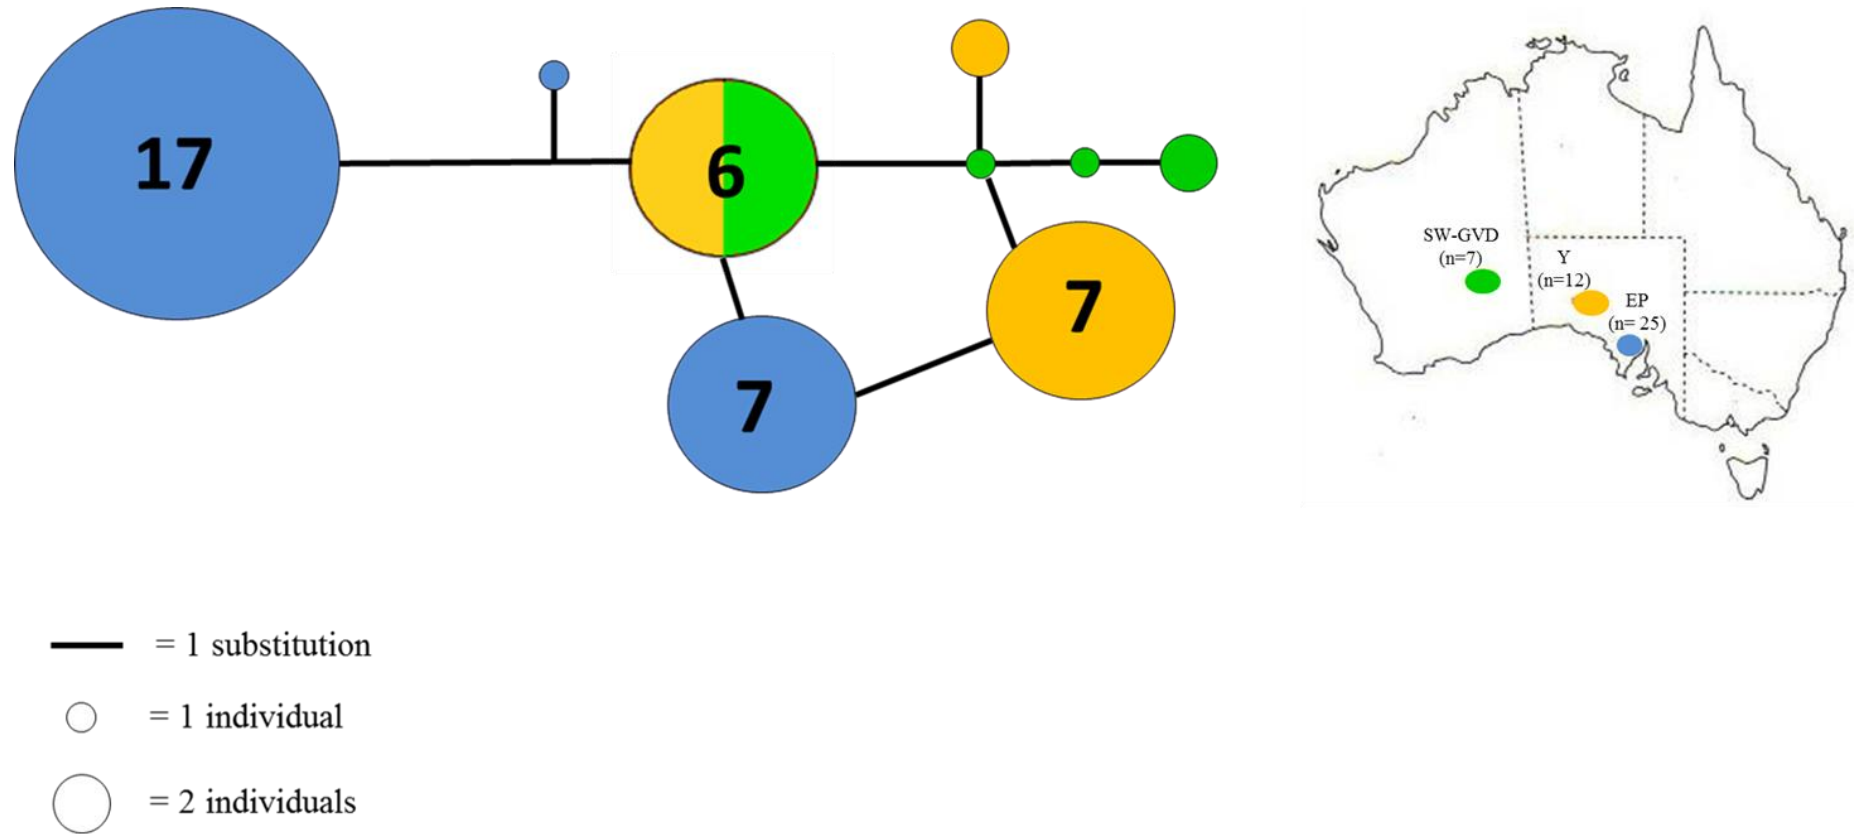 17
6
7
7
SW-GVD
(n=7)
Y
(n=12)
EP
(n= 25)
= 1 substitution
= 1 individual
= 2 individuals